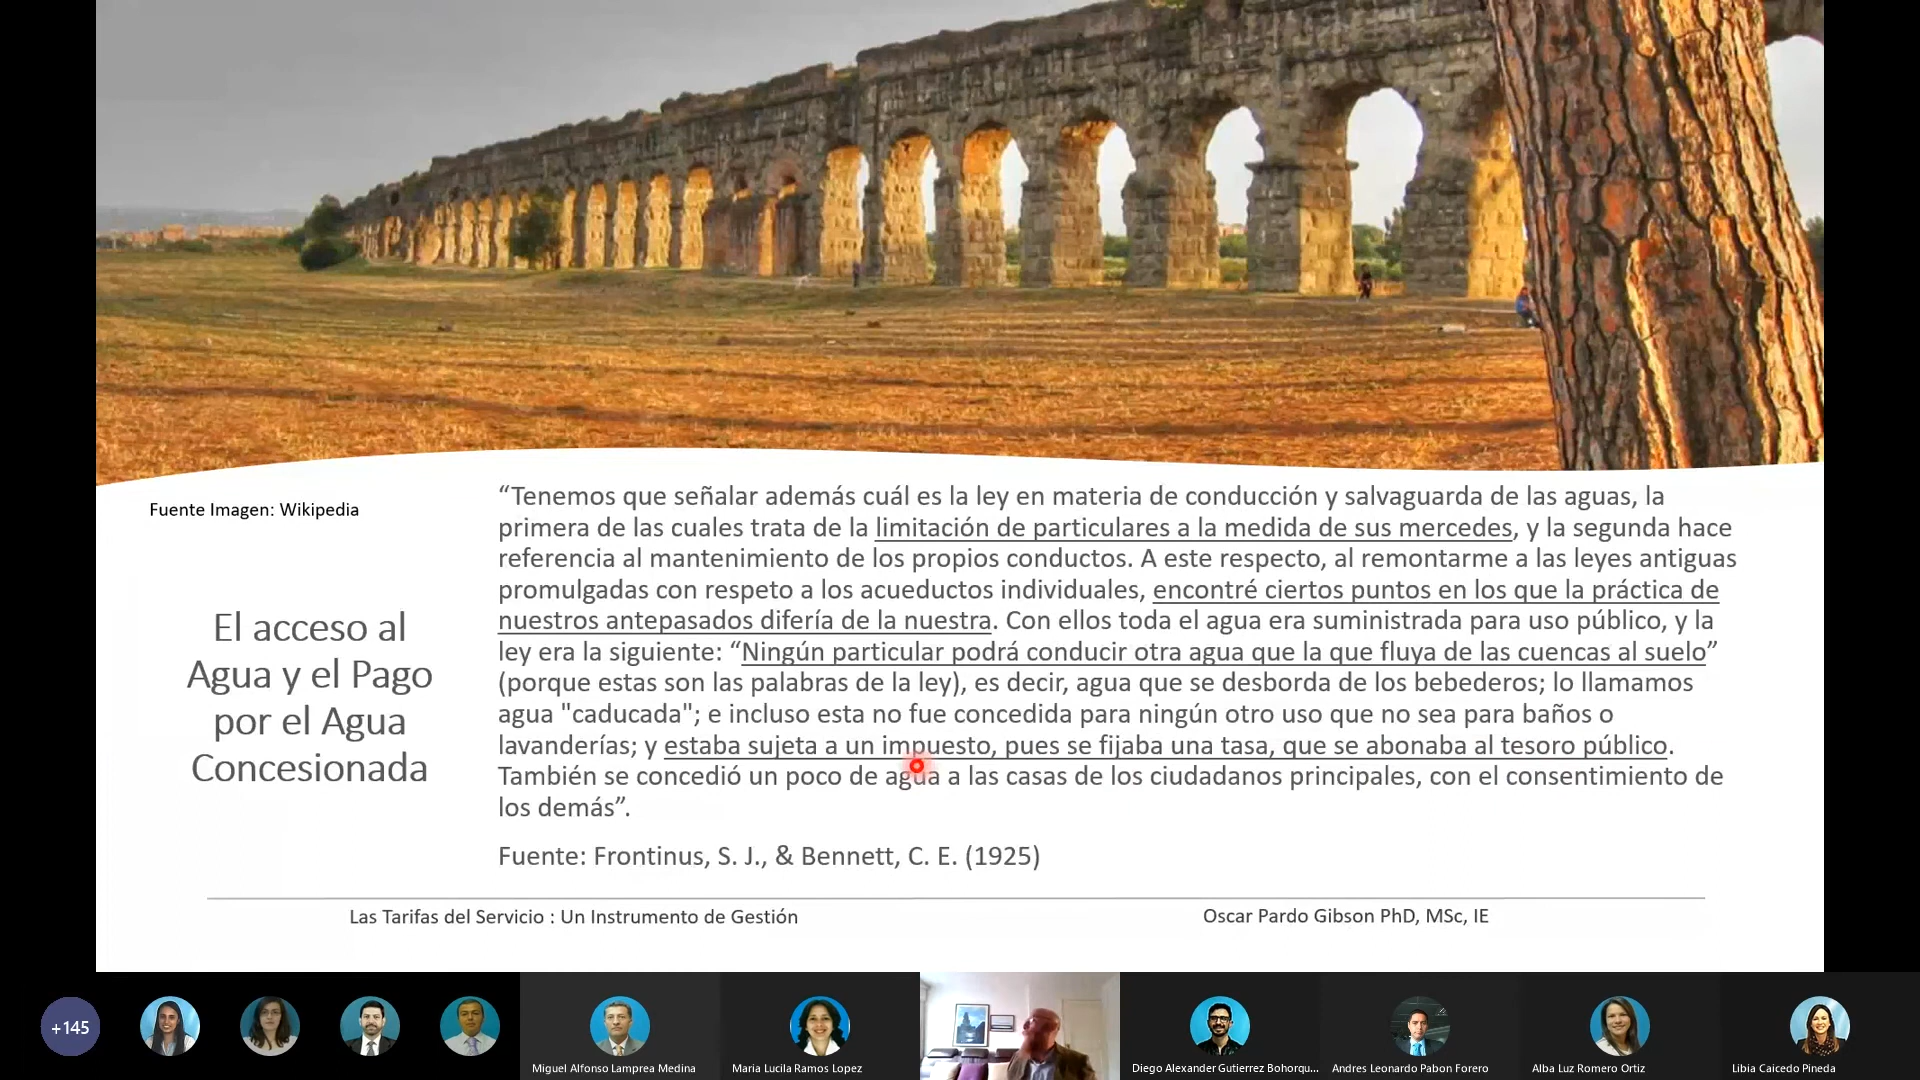 Fuente Imagen: Wikipedia
El acceso al
Agua y el Pago
por el Agua
Concesionada
“Tenemos que señalar además cuál es la ley en materia de conducción y salvaguarda de las aguas, la
primera de las cuales trata de la limitación de particulares a la medida de sus mercedes, y la segunda hace
referencia al mantenimiento de los propios conductos. A este respecto, al remontarme a las leyes antiguas
promulgadas con respeto a los acueductos individuales, encontré ciertos puntos en los que la práctica de
nuestros antepasados difería de la nuestra. Con ellos toda el agua era suministrada para uso público, y la
ley era la siguiente: “Ningún particular podrá conducir otra agua que la que fluya de las cuencas al suelo”
(porque estas son las palabras de la ley), es decir, agua que se desborda de los bebederos; lo llamamos
agua "caducada"; e incluso esta no fue concedida para ningún otro uso que no sea para baños o
lavanderías; y estaba sujeta a un impuesto, pues se fijaba una tasa, que se abonaba al tesoro público.
También se concedió un poco de agua a las casas de los ciudadanos principales, con el consentimiento de
los demás”.
Fuente: Frontinus, S. J., & Bennett, C. E. (1925)
Las Tarifas del Servicio : Un Instrumento de Gestión
Oscar Pardo Gibson PhD, MSc, IE
+145
Miguel Alfonso Lamprea Medina
Maria Lucila Ramos Lopez
Diego Alexander Gutierrez Bohorqu...
Andres Leonardo Pabon Forero
Alba Luz Romero Ortiz
Libia Caicedo Pineda